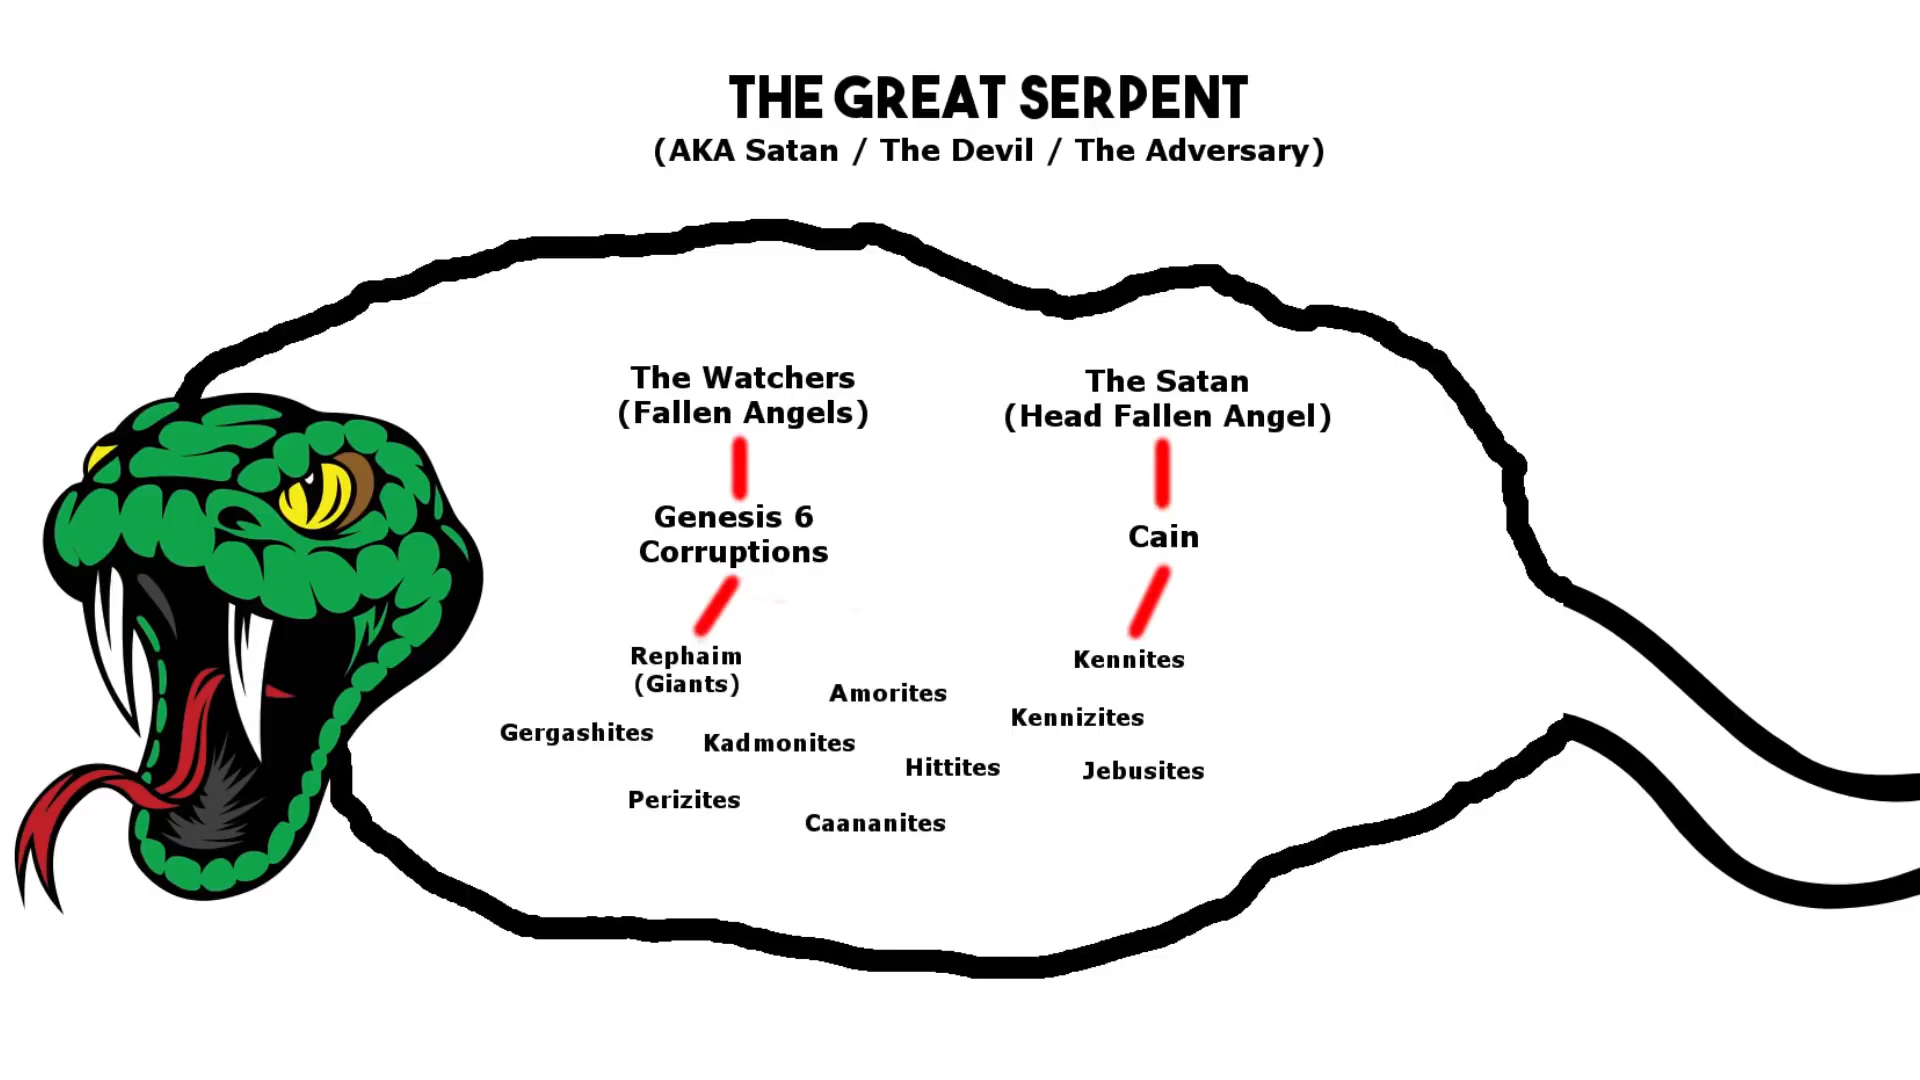 THE GREAT SERPENT
(AKA Satan / The Devil / The Adversary)
The Watchers
(Fallen Angels)
The Satan
(Head Fallen Angel)
Genesis 6
Corruptions
Cain
Rephaim
(Giants)
Kennites
Amorites
Kennizites
Gergashites
Kadmonites
Hittites
Jebusites
Perizites
Caananites